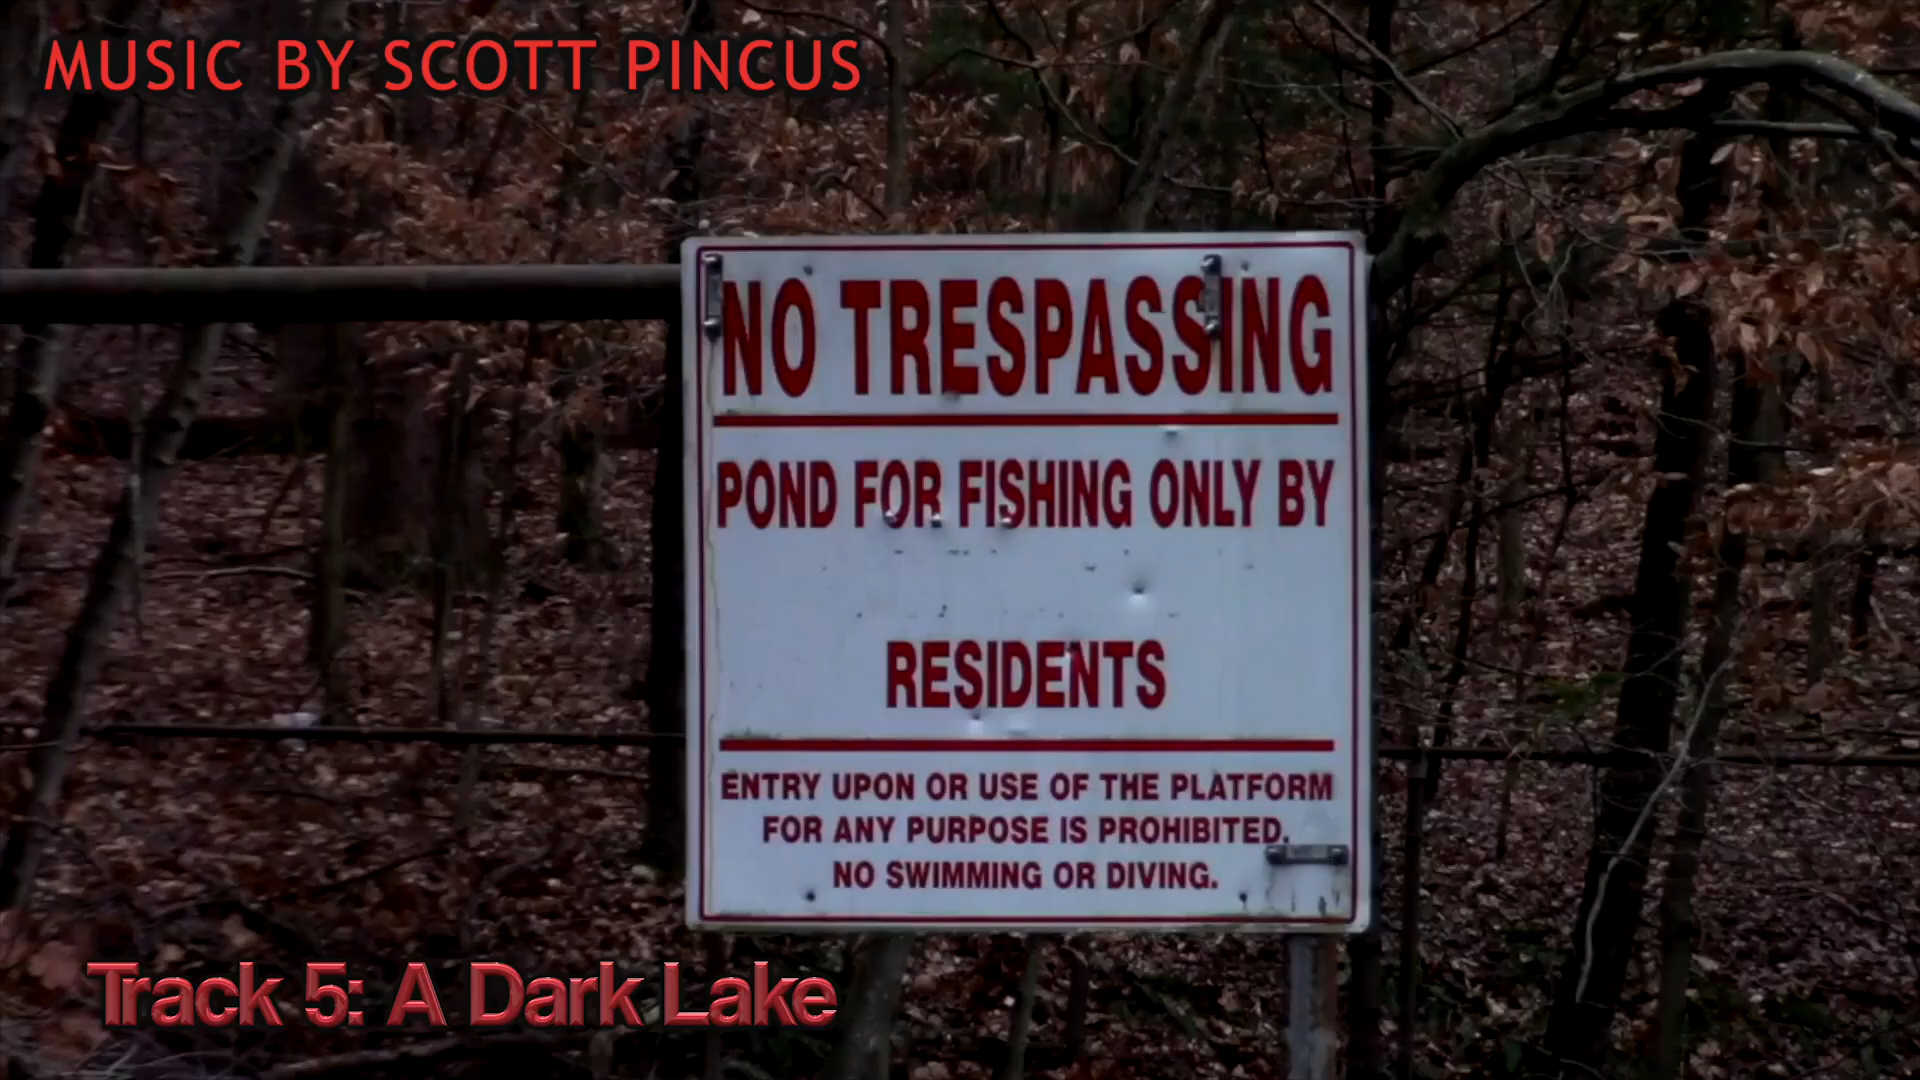 MUSIC BY SCOTT PINCUS
NO TRESPASSING
POND FOR FISHING ONLY BY
RESIDENTS
ENTRY UPON OR USE OF THE PLATFORM
FOR ANY PURPOSE IS PROHIBITED.
NO SWIMMING OR DIVING.
Track 5: A Dark Lake